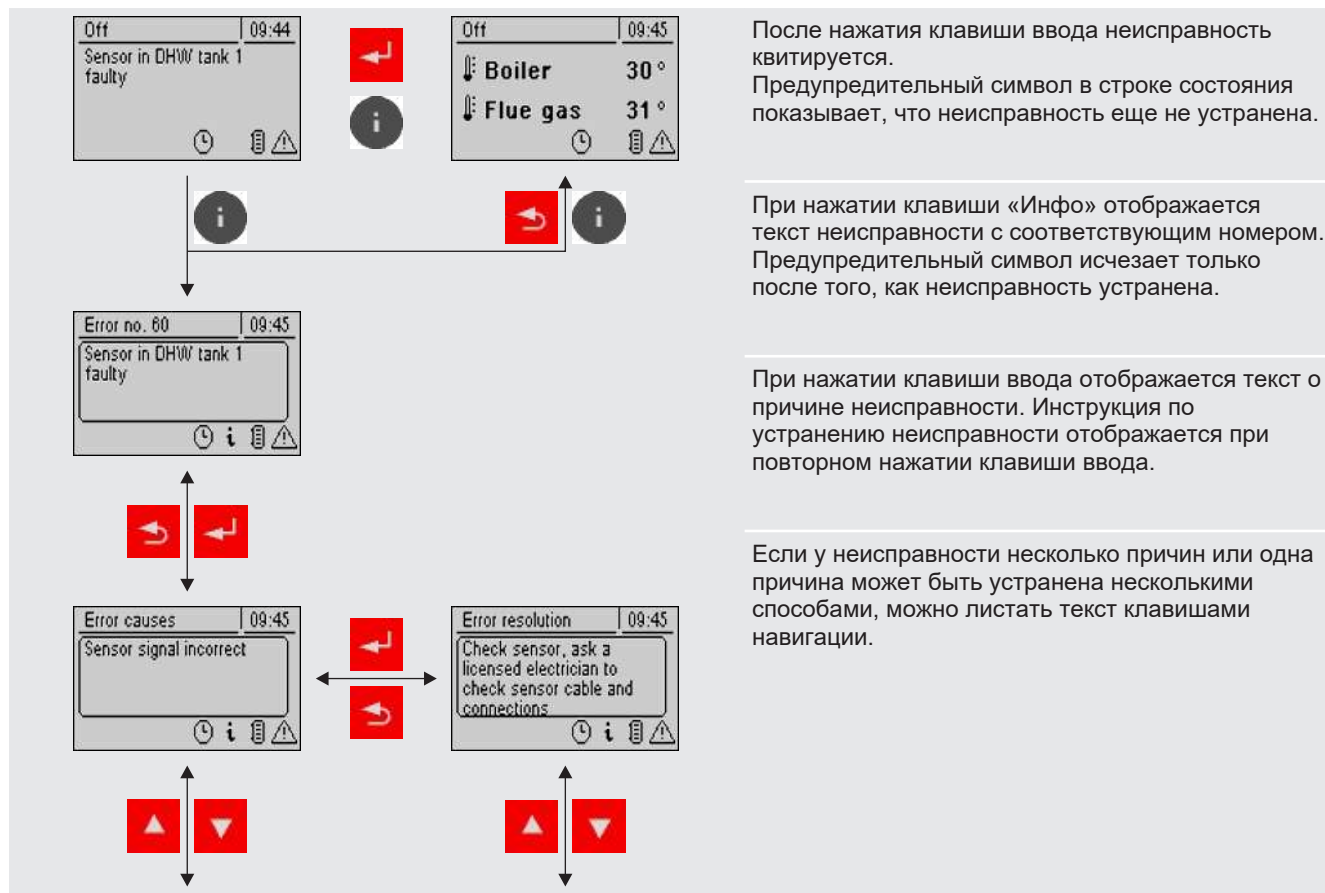 Off 09:44
Sensor in DHW tank 1
faulty
Off 09:45
Boiler 30 °
Flue gas 31 °
После нажатия клавиши ввода неисправность
квитируется.
Предупредительный символ в строке состояния
показывает, что неисправность еще не устранена.
i
i
i
При нажатии клавиши «Инфо» отображается
текст неисправности с соответствующим номером.
Предупредительный символ исчезает только
после того, как неисправность устранена.
Error no. 60 09:45
Sensor in DHW tank 1
faulty
i
При нажатии клавиши ввода отображается текст о
причине неисправности. Инструкция по
устранению неисправности отображается при
повторном нажатии клавиши ввода.
Error causes 09:45
Sensor signal incorrect
i
Error resolution 09:45
Check sensor, ask a
licensed electrician to
check sensor cable and
connections
i
Если у неисправности несколько причин или одна
причина может быть устранена несколькими
способами, можно листать текст клавишами
навигации.